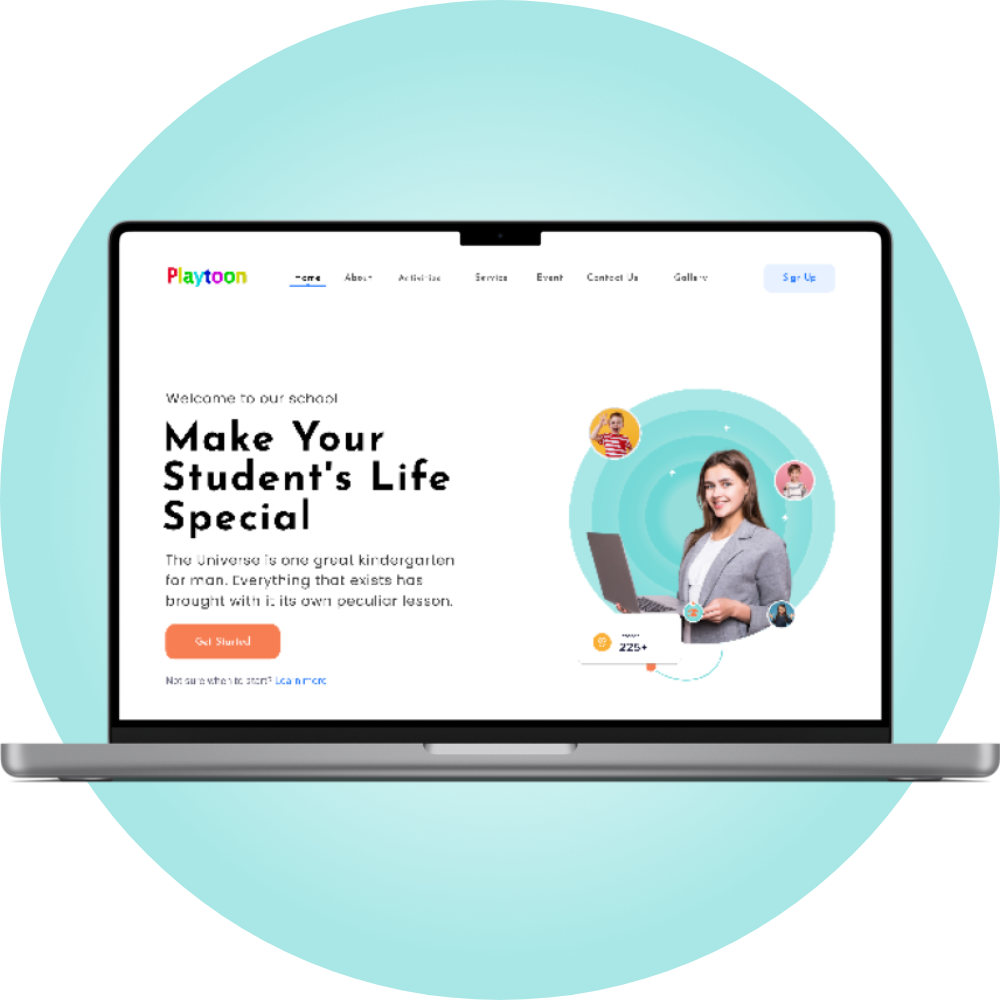 Playtoon
Home About Activities Service Event Contact Us Gallery Sign Up
Welcome to our school
Make Your
Student's Life
Special
The Universe is one great kindergarten
for man. Everything that exists has
brought with it its own peculiar lesson.
Get Started
Not sure when to start? Learn more
225+